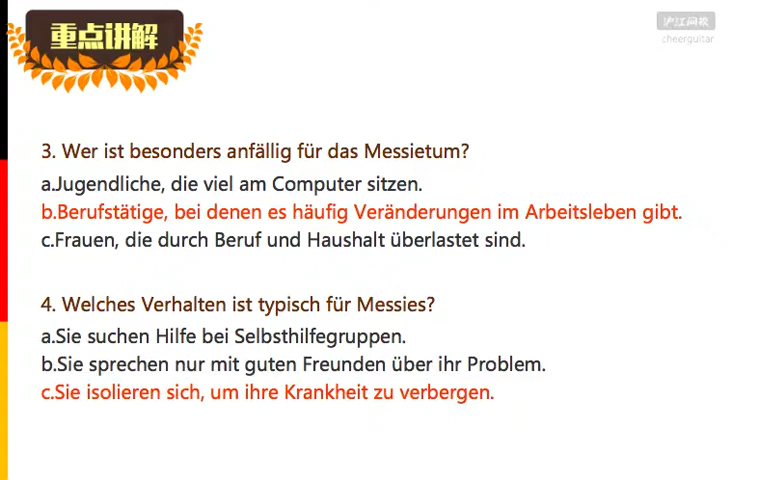 重点讲解
沪江网校
cheerguitar
3. Wer ist besonders anfällig für das Messietum?
a.Jugendliche, die viel am Computer sitzen.
b.Berufstätige, bei denen es häufig Veränderungen im Arbeitsleben gibt.
c.Frauen, die durch Beruf und Haushalt überlastet sind.
4. Welches Verhalten ist typisch für Messies?
a.Sie suchen Hilfe bei Selbsthilfegruppen.
b.Sie sprechen nur mit guten Freunden über ihr Problem.
c.Sie isolieren sich, um ihre Krankheit zu verbergen.